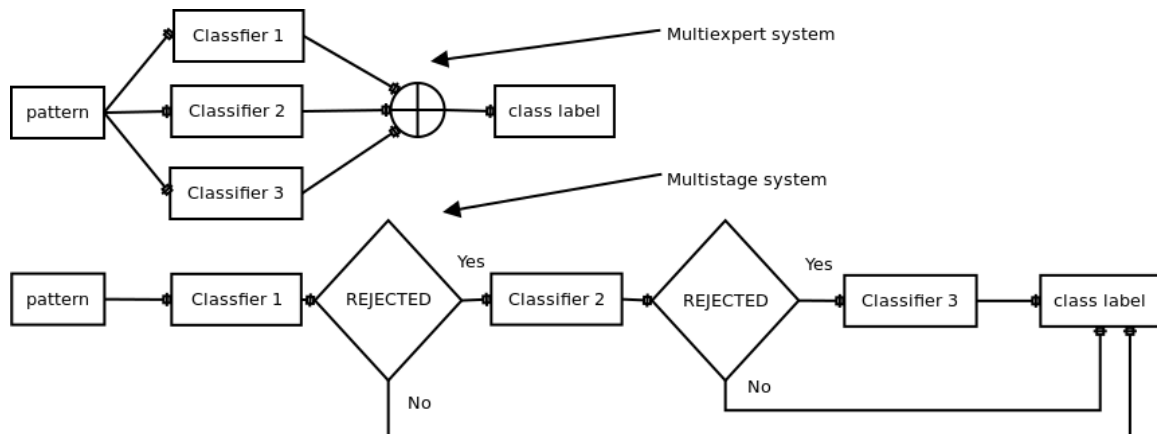 Classfier 1
Multiexpert system
pattern
Classifier 2
class label
Classifier 3
Multistage system
Yes
Yes
pattern
Classfier 1
REJECTED
Classifier 2
REJECTED
Classifier 3
class label
No
No